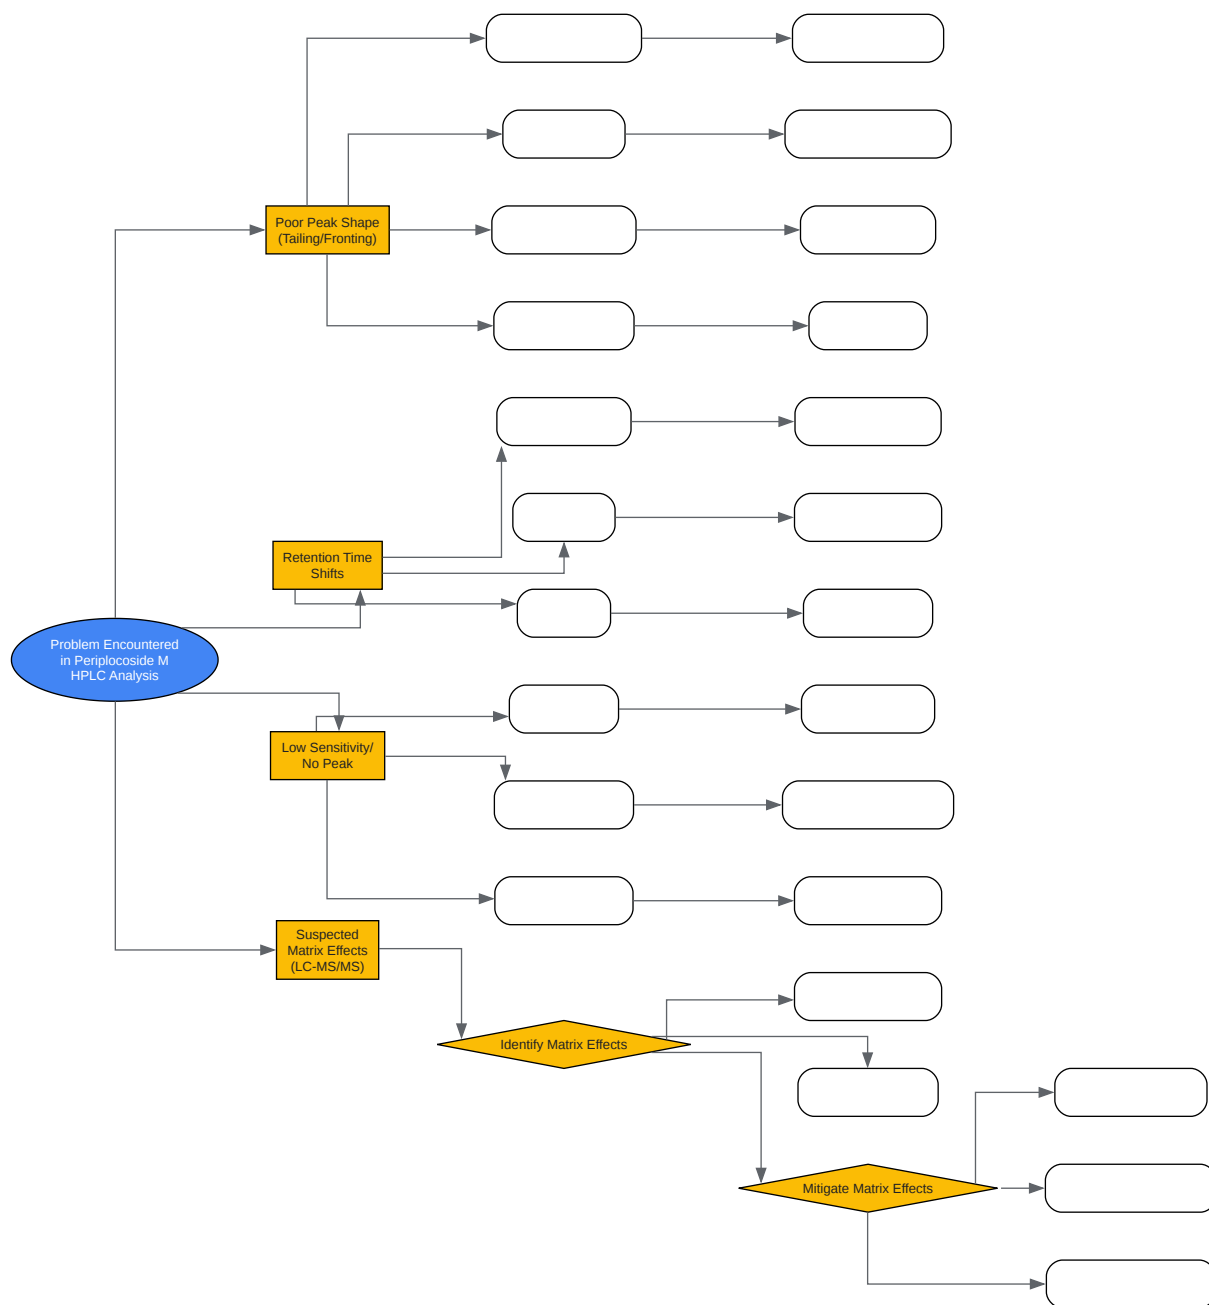 Poor Peak Shape
(Tailing/Fronting)
Retention Time
Shifts
Problem Encountered
in Periplocoside M
HPLC Analysis
Low Sensitivity/
No Peak
Suspected
Matrix Effects
(LC-MS/MS)
Identify Matrix Effects
Mitigate Matrix Effects